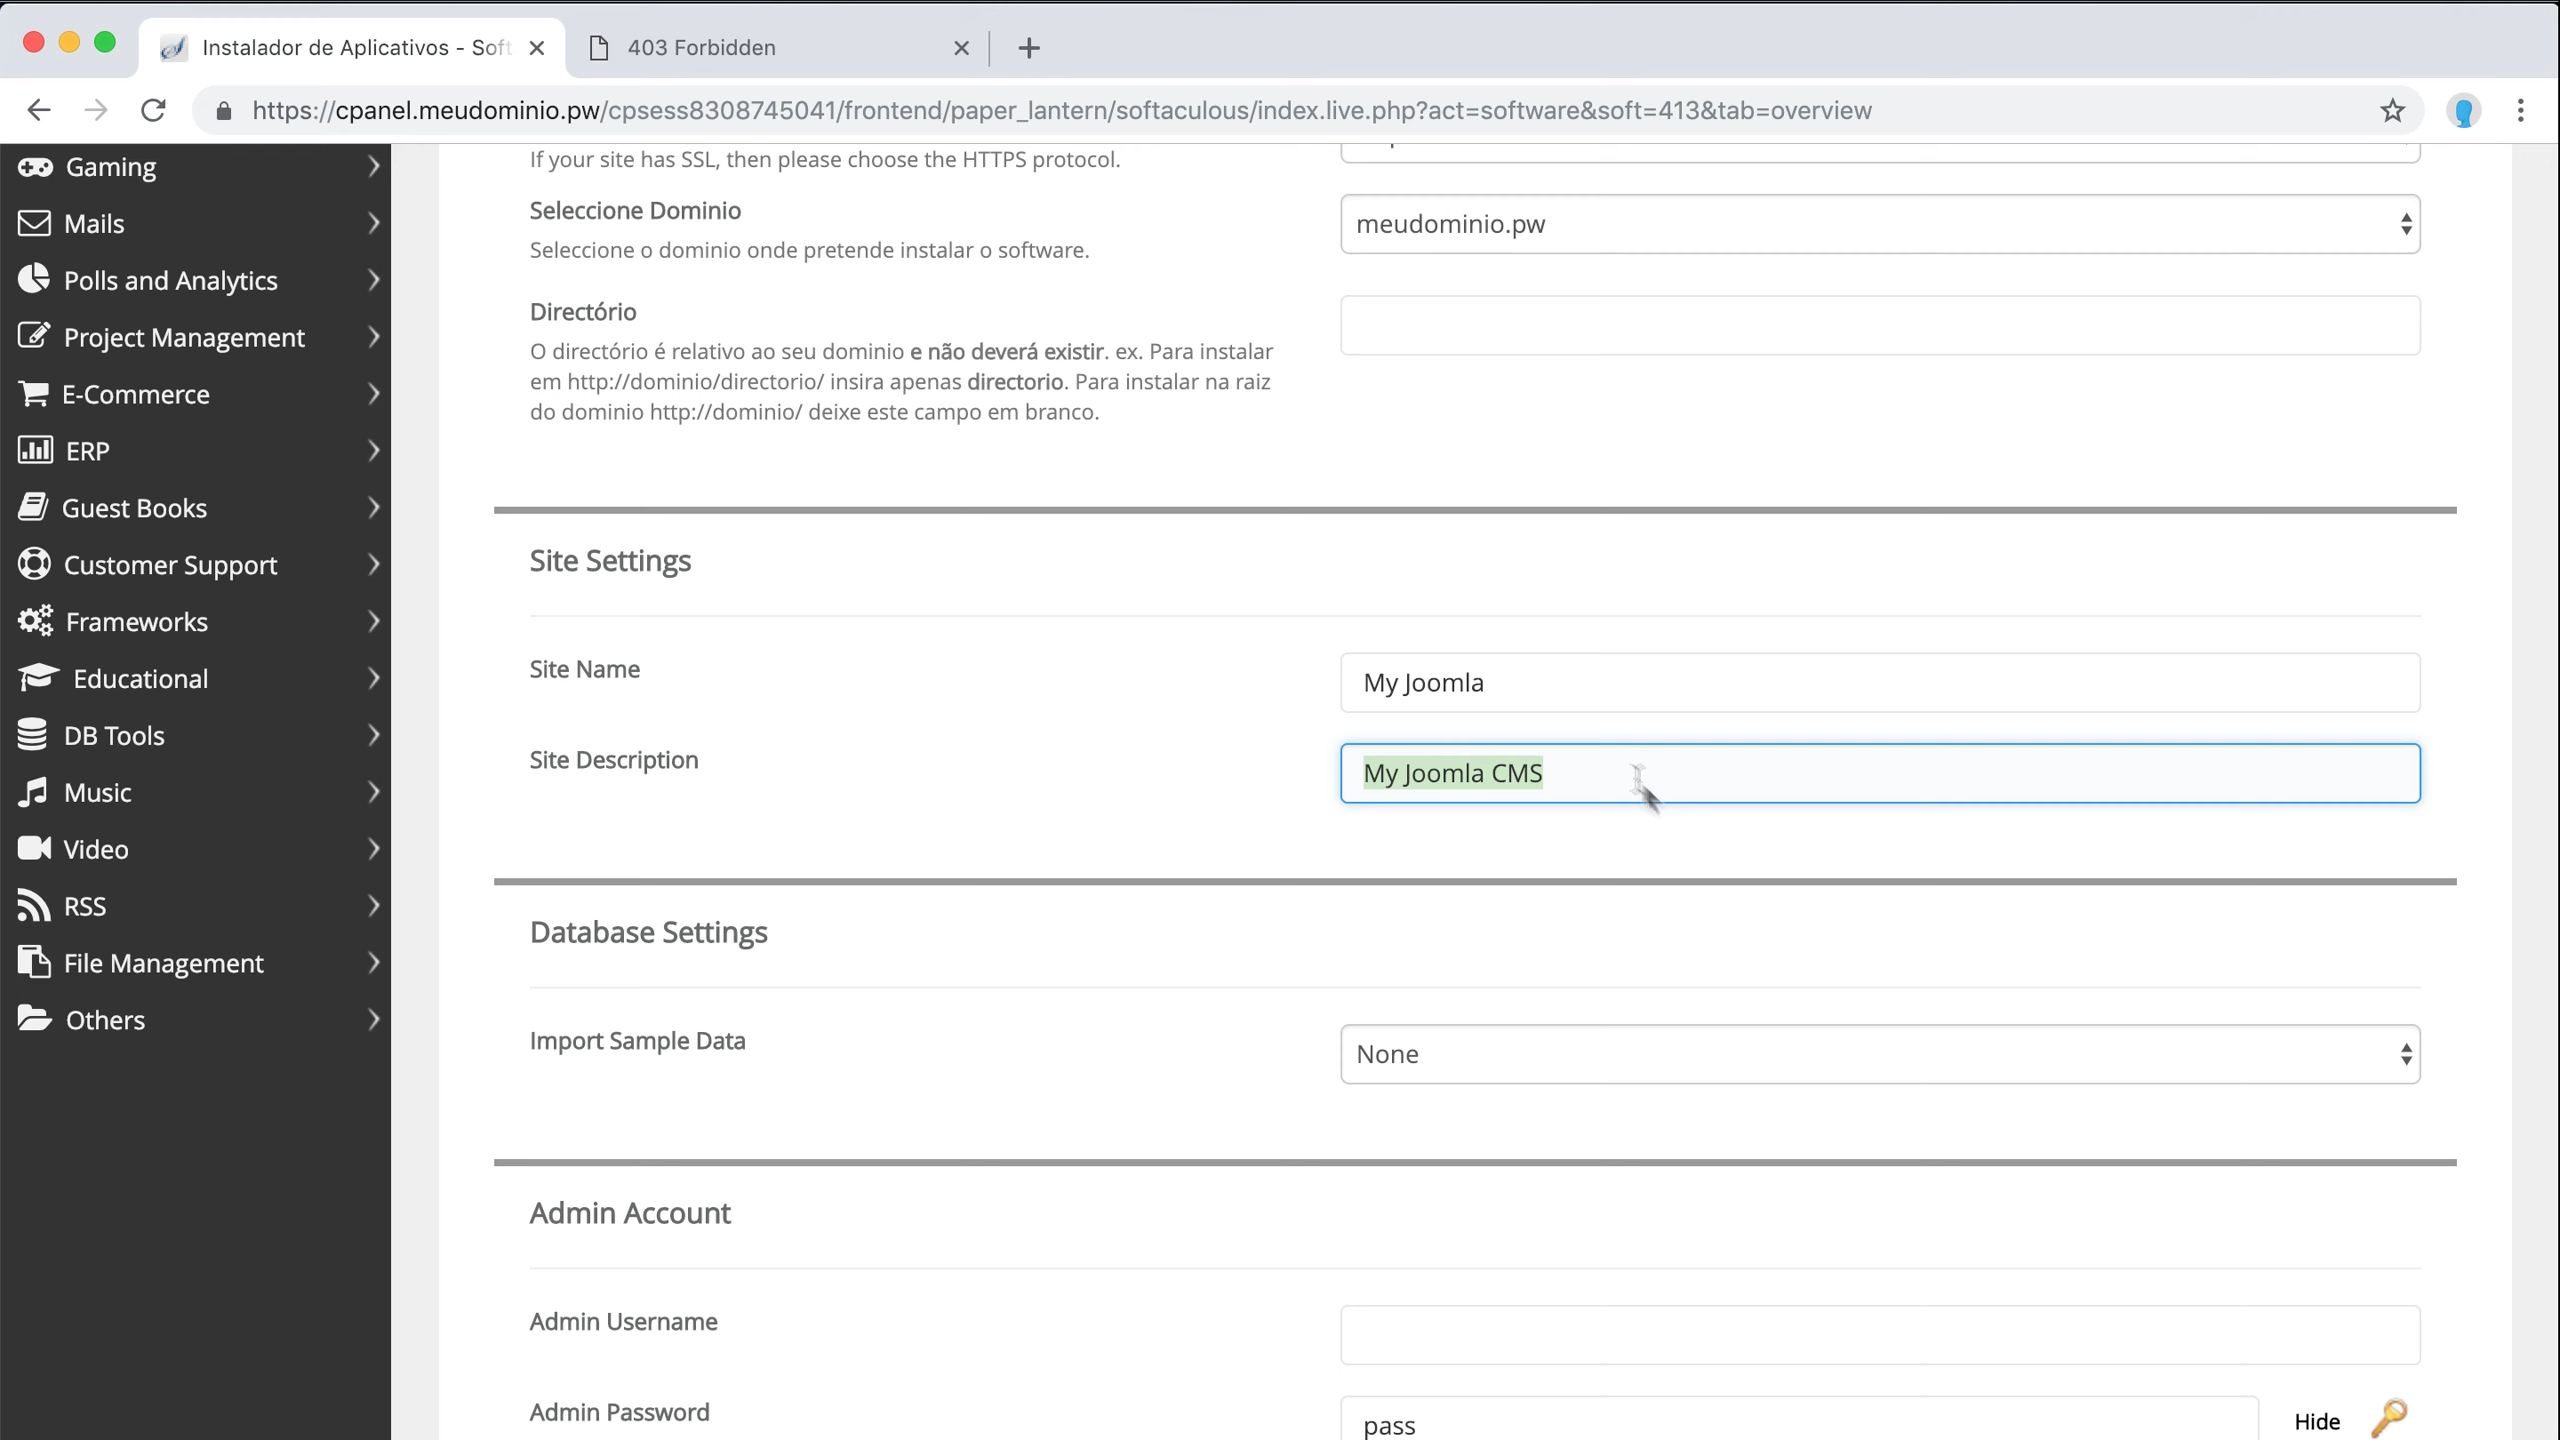 Instalador de Aplicativos - Soft
403 Forbidden
https://cpanel.meudominio.pw/cpsess8308745041/frontend/paper_lantern/softaculous/index.live.php?act=software&soft=413&tab=overview
Gaming
Mails
Polls and Analytics
Project Management
E-Commerce
ERP
Guest Books
Customer Support
Frameworks
Educational
DB Tools
Music
Video
RSS
File Management
Others
If your site has SSL, then please choose the HTTPS protocol.
Seleccione Dominio
meudominio.pw
Seleccione o dominio onde pretende instalar o software.
Directório
O directório é relativo ao seu dominio e não deverá existir. ex. Para instalar
em http://dominio/directorio/ insira apenas directorio. Para instalar na raiz
do dominio http://dominio/ deixe este campo em branco.
Site Settings
Site Name
My Joomla
Site Description
My Joomla CMS
Database Settings
Import Sample Data
None
Admin Account
Admin Username
Admin Password
pass
Hide